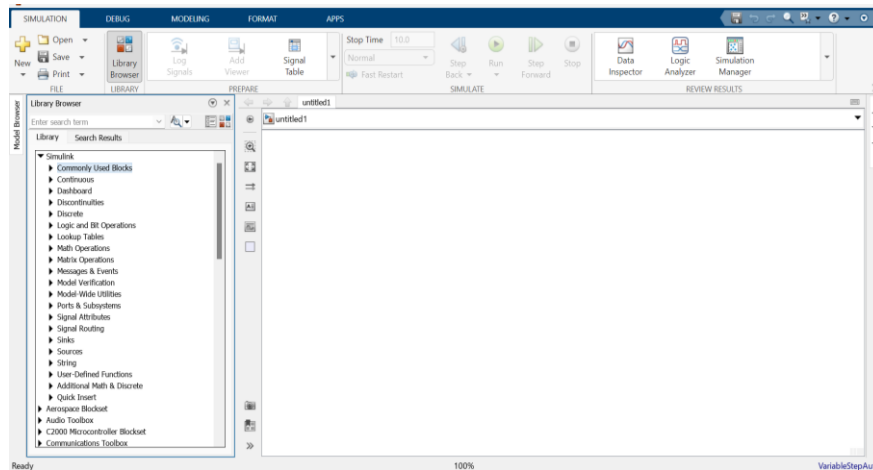 SIMULATION DEBUG MODELING FORMAT APPS
New
Open
Save
Print
FILE
Library Browser
LIBRARY
Log Signals
Add Viewer
Signal Table
PREPARE
Stop Time 10.0
Normal
Fast Restart
Step Back
Run
Step Forward
Stop
SIMULATE
Data Inspector
Logic Analyzer
Simulation Manager
REVIEW RESULTS
Model Browser
Library Browser
Enter search term
Library Search Results
Simulink
Commonly Used Blocks
Continuous
Dashboard
Discontinuities
Discrete
Logic and Bit Operations
Lookup Tables
Math Operations
Matrix Operations
Messages & Events
Model Verification
Model-Wide Utilities
Ports & Subsystems
Signal Attributes
Signal Routing
Sinks
Sources
String
User-Defined Functions
Additional Math & Discrete
Quick Insert
Aerospace Blockset
Audio Toolbox
C2000 Microcontroller Blockset
Communications Toolbox
untitled1
untitled1
Ready
100%
VariableStepAu